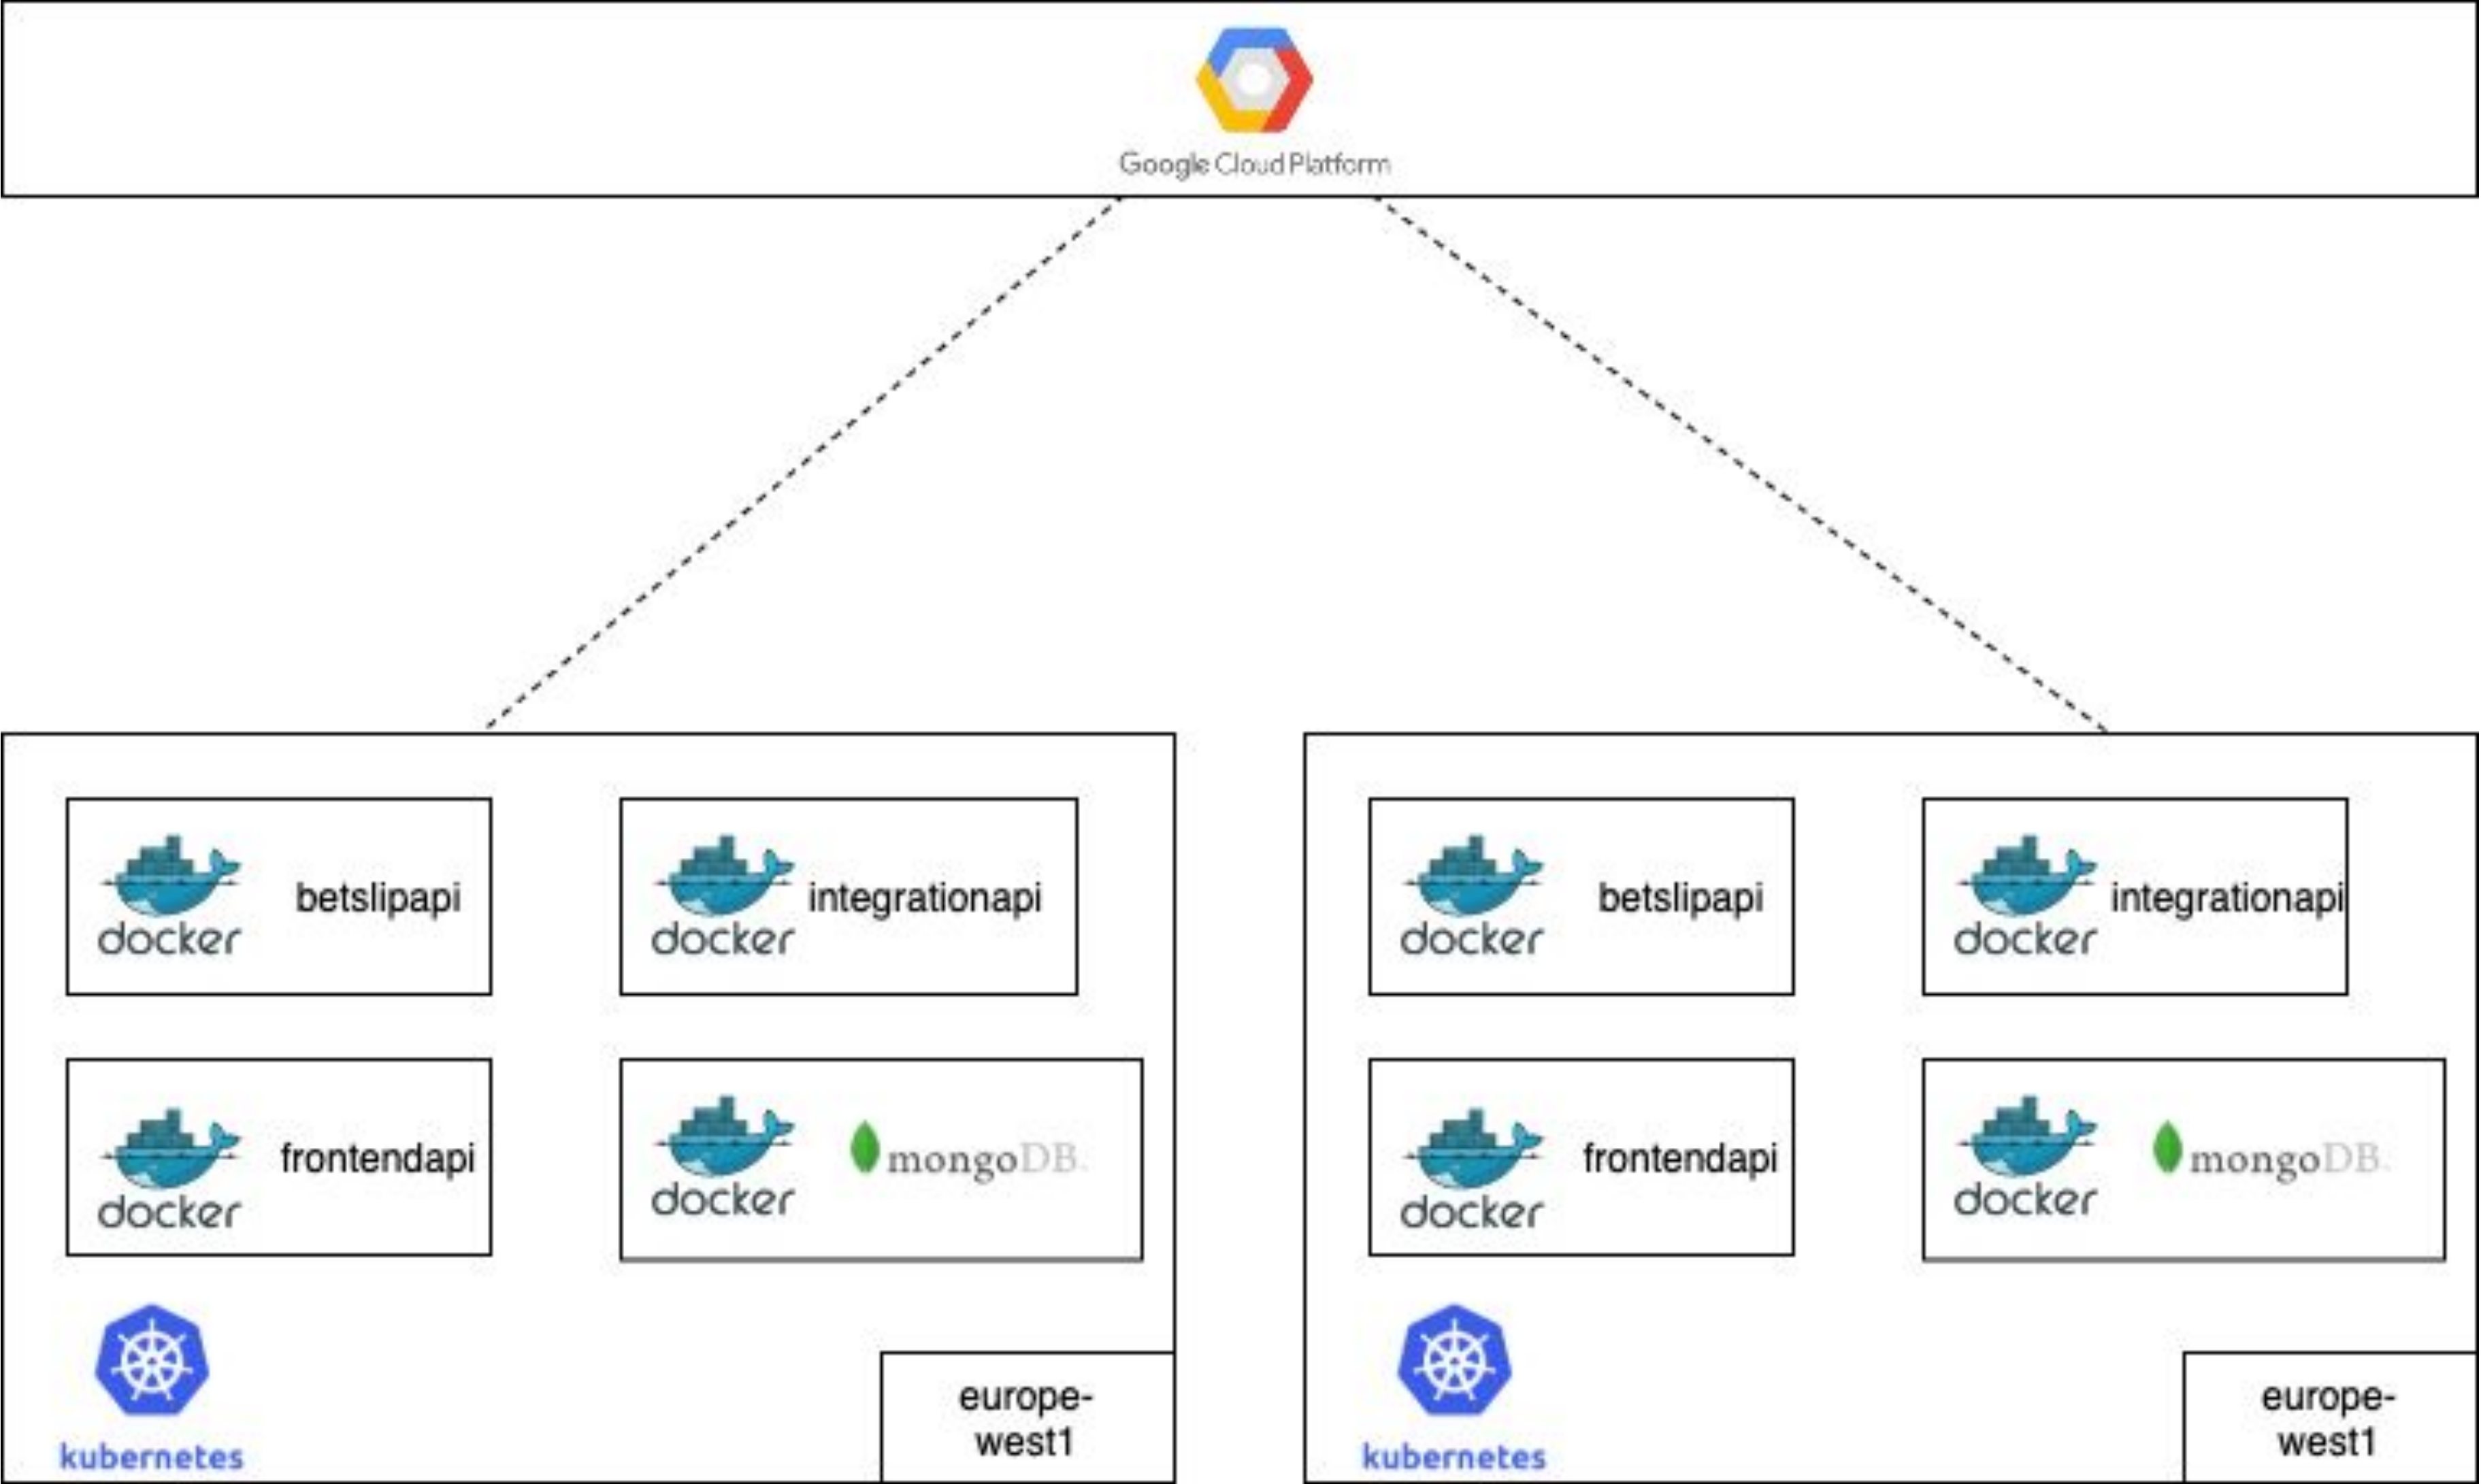 Google Cloud Platform
betslipapi
docker
integrationapi
docker
frontendapi
docker
mongoDB.
docker
kubernetes
europe-
west1
betslipapi
docker
integrationapi
docker
frontendapi
docker
mongoDB.
docker
kubernetes
europe-
west1